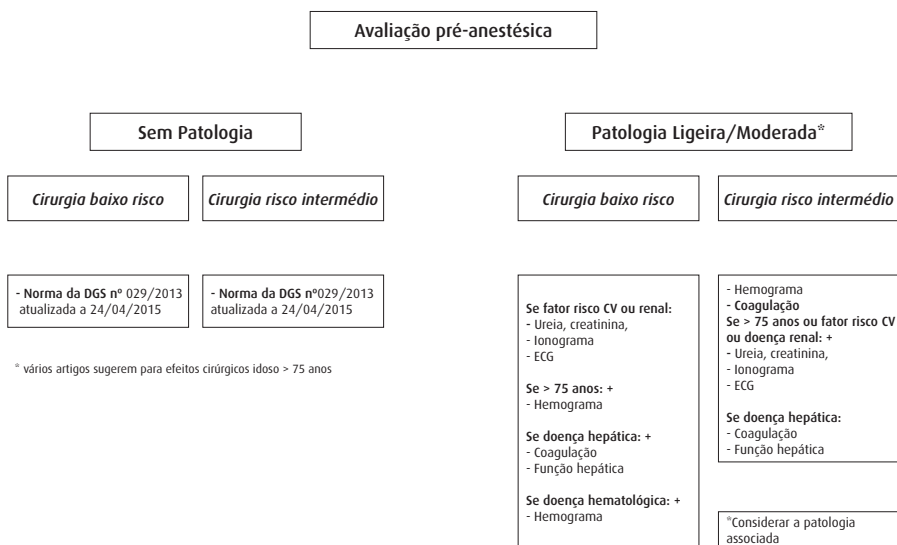 Avaliação pré-anestésica
Sem Patologia
Cirurgia baixo risco
Cirurgia risco intermédio
- Norma da DGS nº 029/2013
atualizada a 24/04/2015
- Norma da DGS nº029/2013
atualizada a 24/04/2015
* vários artigos sugerem para efeitos cirúrgicos idoso > 75 anos
Patologia Ligeira/Moderada*
Cirurgia baixo risco
Cirurgia risco intermédio
Se fator risco CV ou renal:
- Ureia, creatinina,
- Ionograma
- ECG
Se > 75 anos: +
- Hemograma
Se doença hepática: +
- Coagulação
- Função hepática
Se doença hematológica: +
- Hemograma
- Hemograma
- Coagulação
Se > 75 anos ou fator risco CV
ou doença renal: +
- Ureia, creatinina,
- Ionograma
- ECG
Se doença hepática:
- Coagulação
- Função hepática
*Considerar a patologia
associada